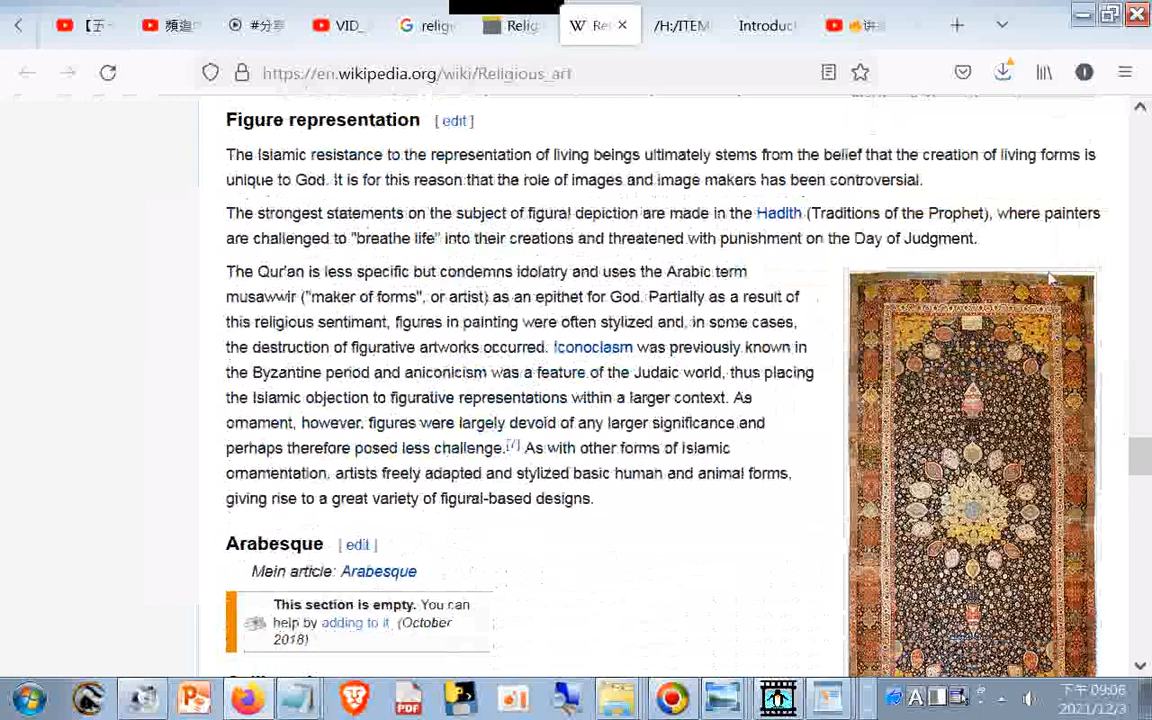 【五
頻道
#分享
VID_
religi
Relig
Rel
/H:/ITEM
Introduc
讲
https://en.wikipedia.org/wiki/Religious_art
Figure representation [ edit ]
The Islamic resistance to the representation of living beings ultimately stems from the belief that the creation of living forms is
unique to God. It is for this reason that the role of images and image makers has been controversial.
The strongest statements on the subject of figural depiction are made in the Hadith (Traditions of the Prophet), where painters
are challenged to "breathe life" into their creations and threatened with punishment on the Day of Judgment.
The Qur'an is less specific but condemns idolatry and uses the Arabic term
musawwir ("maker of forms", or artist) as an epithet for God. Partially as a result of
this religious sentiment, figures in painting were often stylized and, in some cases,
the destruction of figurative artworks occurred. Iconoclasm was previously known in
the Byzantine period and aniconicism was a feature of the Judaic world, thus placing
the Islamic objection to figurative representations within a larger context. As
ornament, however, figures were largely devoid of any larger significance and
perhaps therefore posed less challenge.[7] As with other forms of Islamic
ornamentation, artists freely adapted and stylized basic human and animal forms,
giving rise to a great variety of figural-based designs.
Arabesque [ edit ]
Main article: Arabesque
This section is empty. You can
help by adding to it. (October
2018)
PDF
A
下午 09:06
2021/12/3